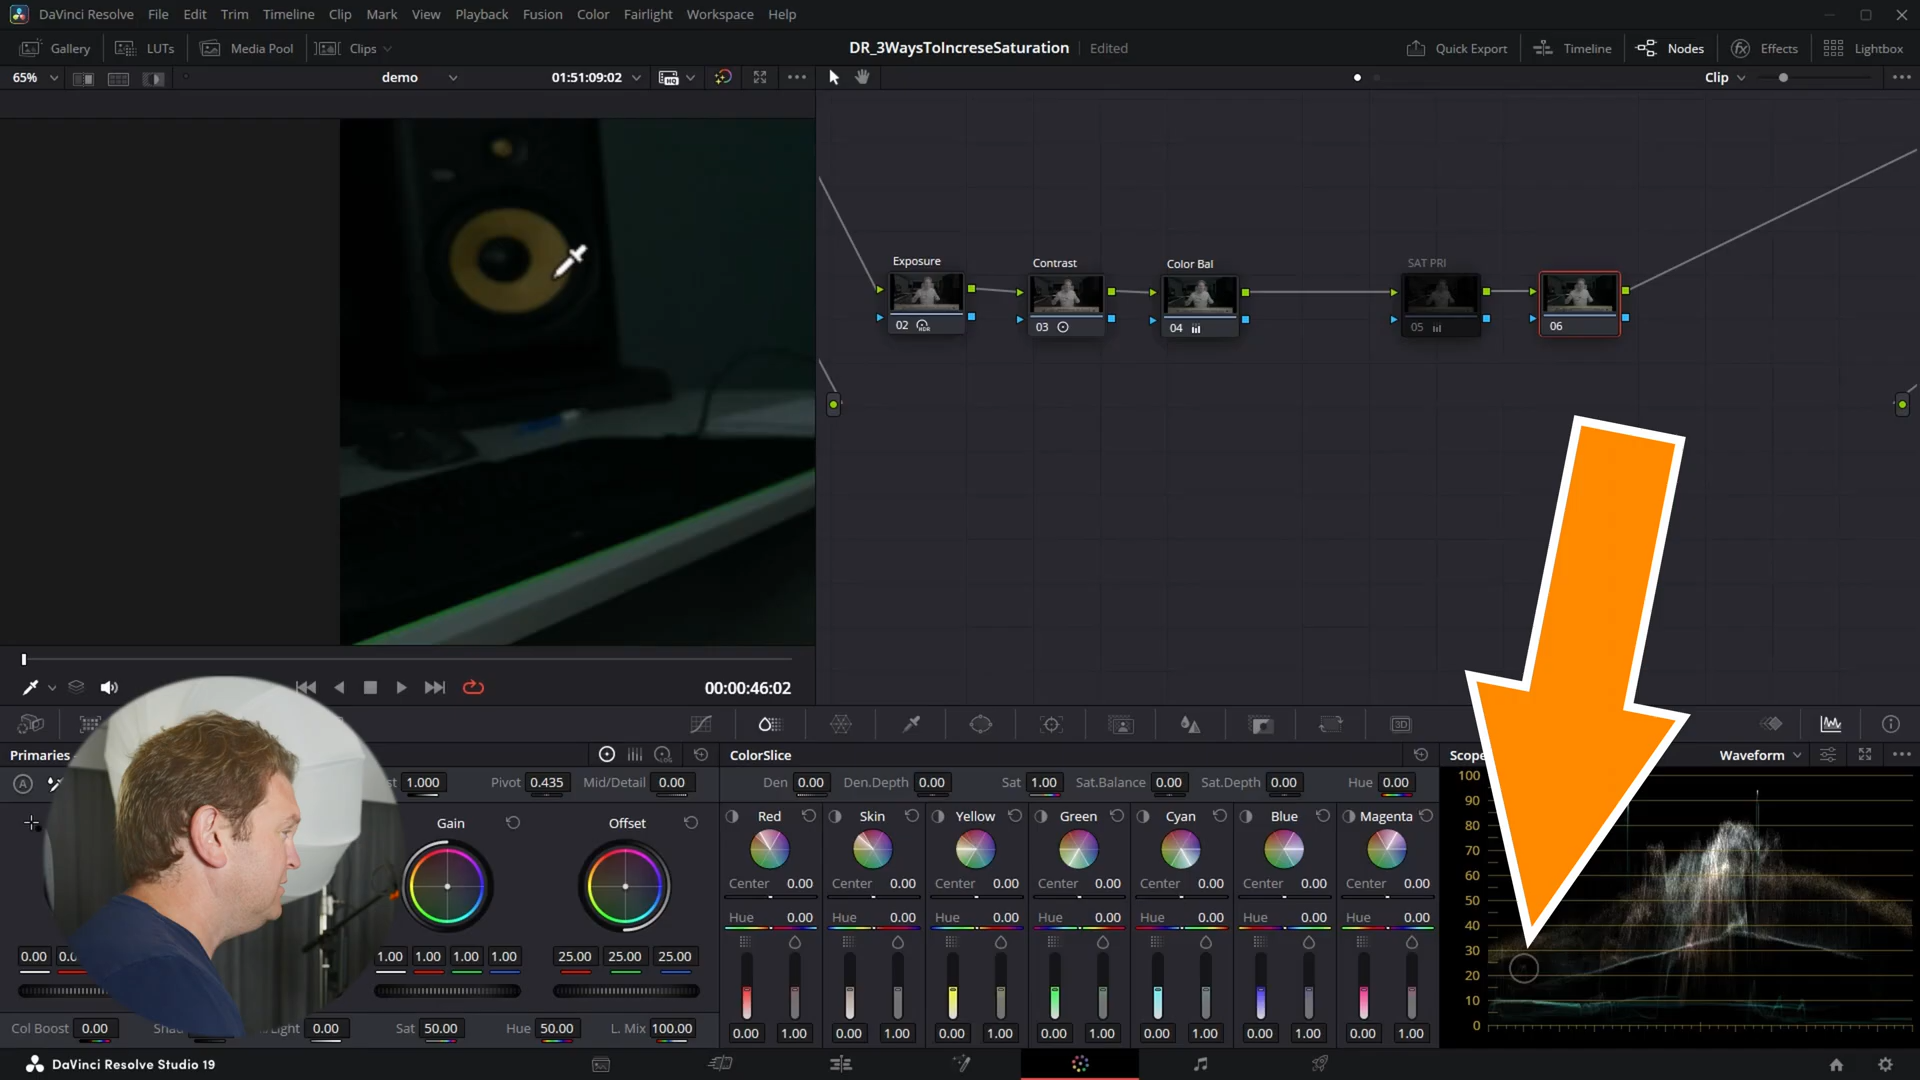 DaVinci Resolve File Edit Trim Timeline Clip Mark View Playback Fusion Color Fairlight Workspace Help
Gallery LUTs Media Pool Clips DR_3WaysToIncreseSaturation Edited Quick Export Timeline Nodes Effects Lightbox
65% demo 01:51:09:02 Clip
Exposure Contrast Color Bal SAT PRI
02 HDR 03 04 05 06
00:00:46:02
3D
Primaries ColorSlice Scope Waveform
A st 1.000 Pivot 0.435 Mid/Detail 0.00 Den 0.00 Den.Depth 0.00 Sat 1.00 Sat.Balance 0.00 Sat.Depth 0.00 Hue 0.00
Gain Offset
Red Skin Yellow Green Cyan Blue Magenta
Center 0.00 Center 0.00 Center 0.00 Center 0.00 Center 0.00 Center 0.00 Center 0.00
Hue 0.00 Hue 0.00 Hue 0.00 Hue 0.00 Hue 0.00 Hue 0.00 Hue 0.00
0.00 0.0 1.00 1.00 1.00 1.00 25.00 25.00 25.00
Col Boost 0.00 Sha Light 0.00 Sat 50.00 Hue 50.00 L. Mix 100.00
0.00 1.00 0.00 1.00 0.00 1.00 0.00 1.00 0.00 1.00 0.00 1.00 0.00 1.00
100
90
80
70
60
50
40
30
20
10
0
DaVinci Resolve Studio 19